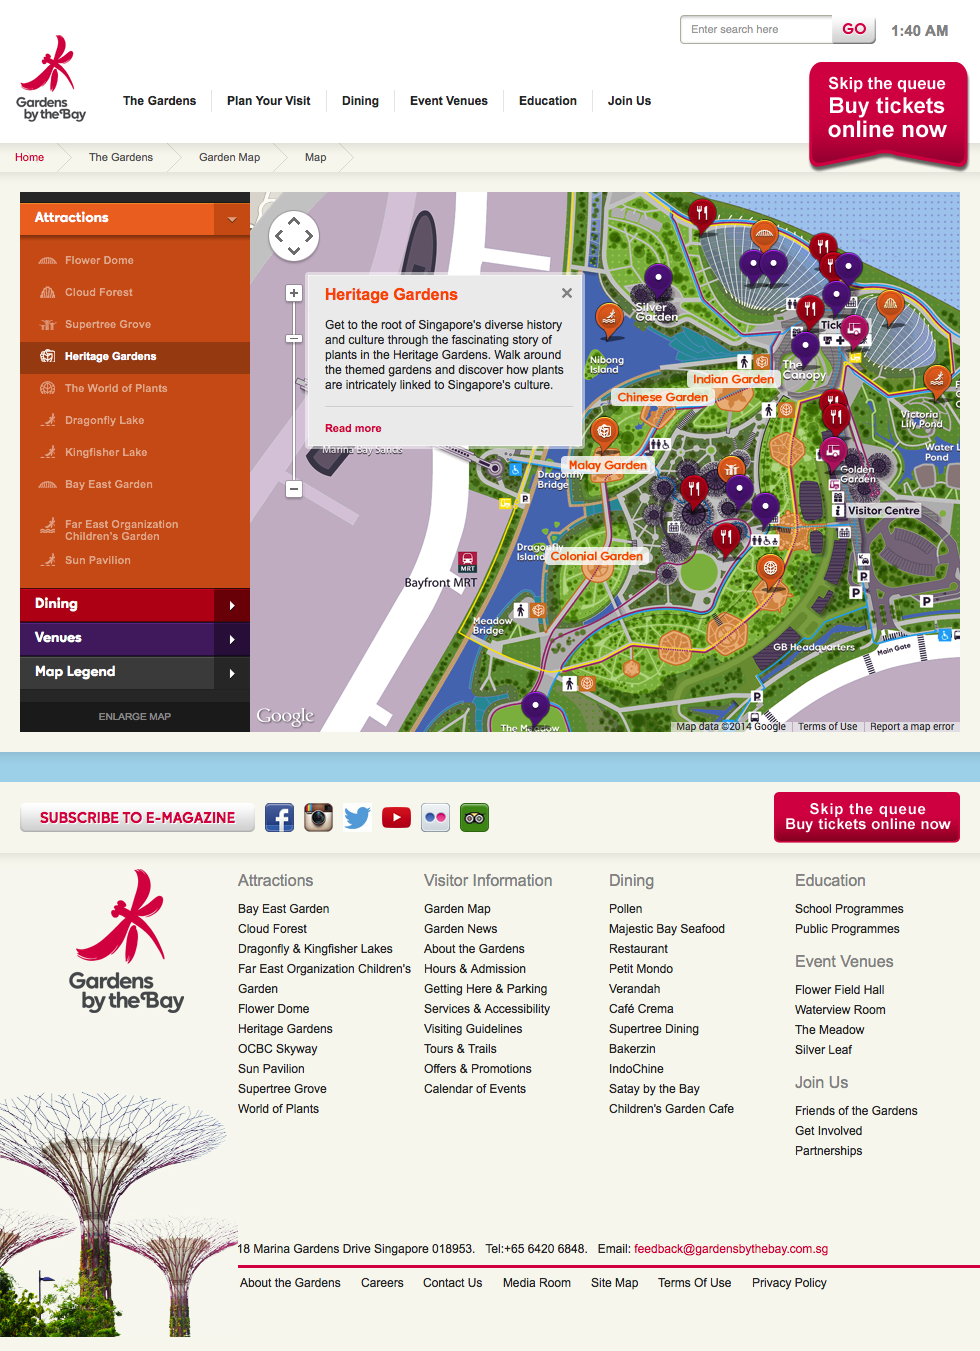 Enter search here
GO
1:40 AM
Gardens
by the Bay
The Gardens
Plan Your Visit
Dining
Event Venues
Education
Join Us
Skip the queue
Buy tickets
online now
Home
The Gardens
Garden Map
Map
Attractions
Flower Dome
Cloud Forest
Supertree Grove
Heritage Gardens
The World of Plants
Dragonfly Lake
Kingfisher Lake
Bay East Garden
Far East Organization
Children's Garden
Sun Pavilion
Dining
Venues
Map Legend
ENLARGE MAP
Heritage Gardens
Get to the root of Singapore's diverse history
and culture through the fascinating story of
plants in the Heritage Gardens. Walk around
the themed gardens and discover how plants
are intricately linked to Singapore's culture.
Read more
Marina Bay Sands
Silver
Garden
Nibong
Island
Indian Garden
Chinese Garden
Malay Garden
Colonial Garden
The
Canopy
Tick
Victoria
Lily Pond
Water L
Pond
Golden
Garden
Visitor Centre
Dragonfly
Bridge
Dragonfly
Island
MRT
Bayfront MRT
Meadow
Bridge
GB Headquarters
Main Gate
The Meadow
Google
Map data ©2014 Google
Terms of Use
Report a map error
SUBSCRIBE TO E-MAGAZINE
Skip the queue
Buy tickets online now
Gardens
by the Bay
Attractions
Bay East Garden
Cloud Forest
Dragonfly & Kingfisher Lakes
Far East Organization Children's
Garden
Flower Dome
Heritage Gardens
OCBC Skyway
Sun Pavilion
Supertree Grove
World of Plants
Visitor Information
Garden Map
Garden News
About the Gardens
Hours & Admission
Getting Here & Parking
Services & Accessibility
Visiting Guidelines
Tours & Trails
Offers & Promotions
Calendar of Events
Dining
Pollen
Majestic Bay Seafood
Restaurant
Petit Mondo
Verandah
Café Crema
Supertree Dining
Bakerzin
IndoChine
Satay by the Bay
Children's Garden Cafe
Education
School Programmes
Public Programmes
Event Venues
Flower Field Hall
Waterview Room
The Meadow
Silver Leaf
Join Us
Friends of the Gardens
Get Involved
Partnerships
18 Marina Gardens Drive Singapore 018953. Tel:+65 6420 6848. Email: feedback@gardensbythebay.com.sg
About the Gardens
Careers
Contact Us
Media Room
Site Map
Terms Of Use
Privacy Policy